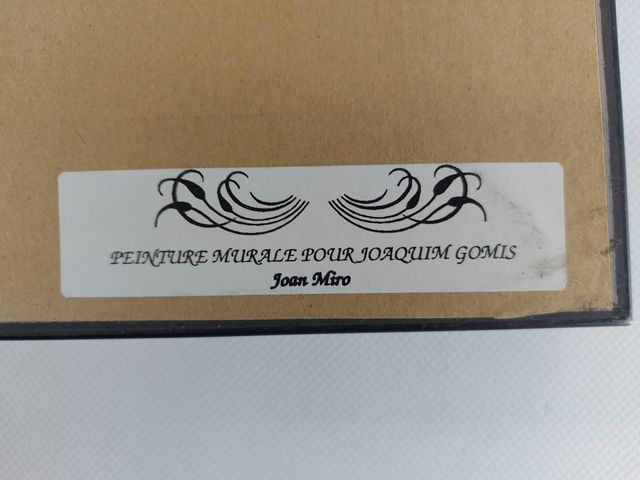 PEINTURE MURALE POUR JOAQUIM GOMIS
Joan Miro